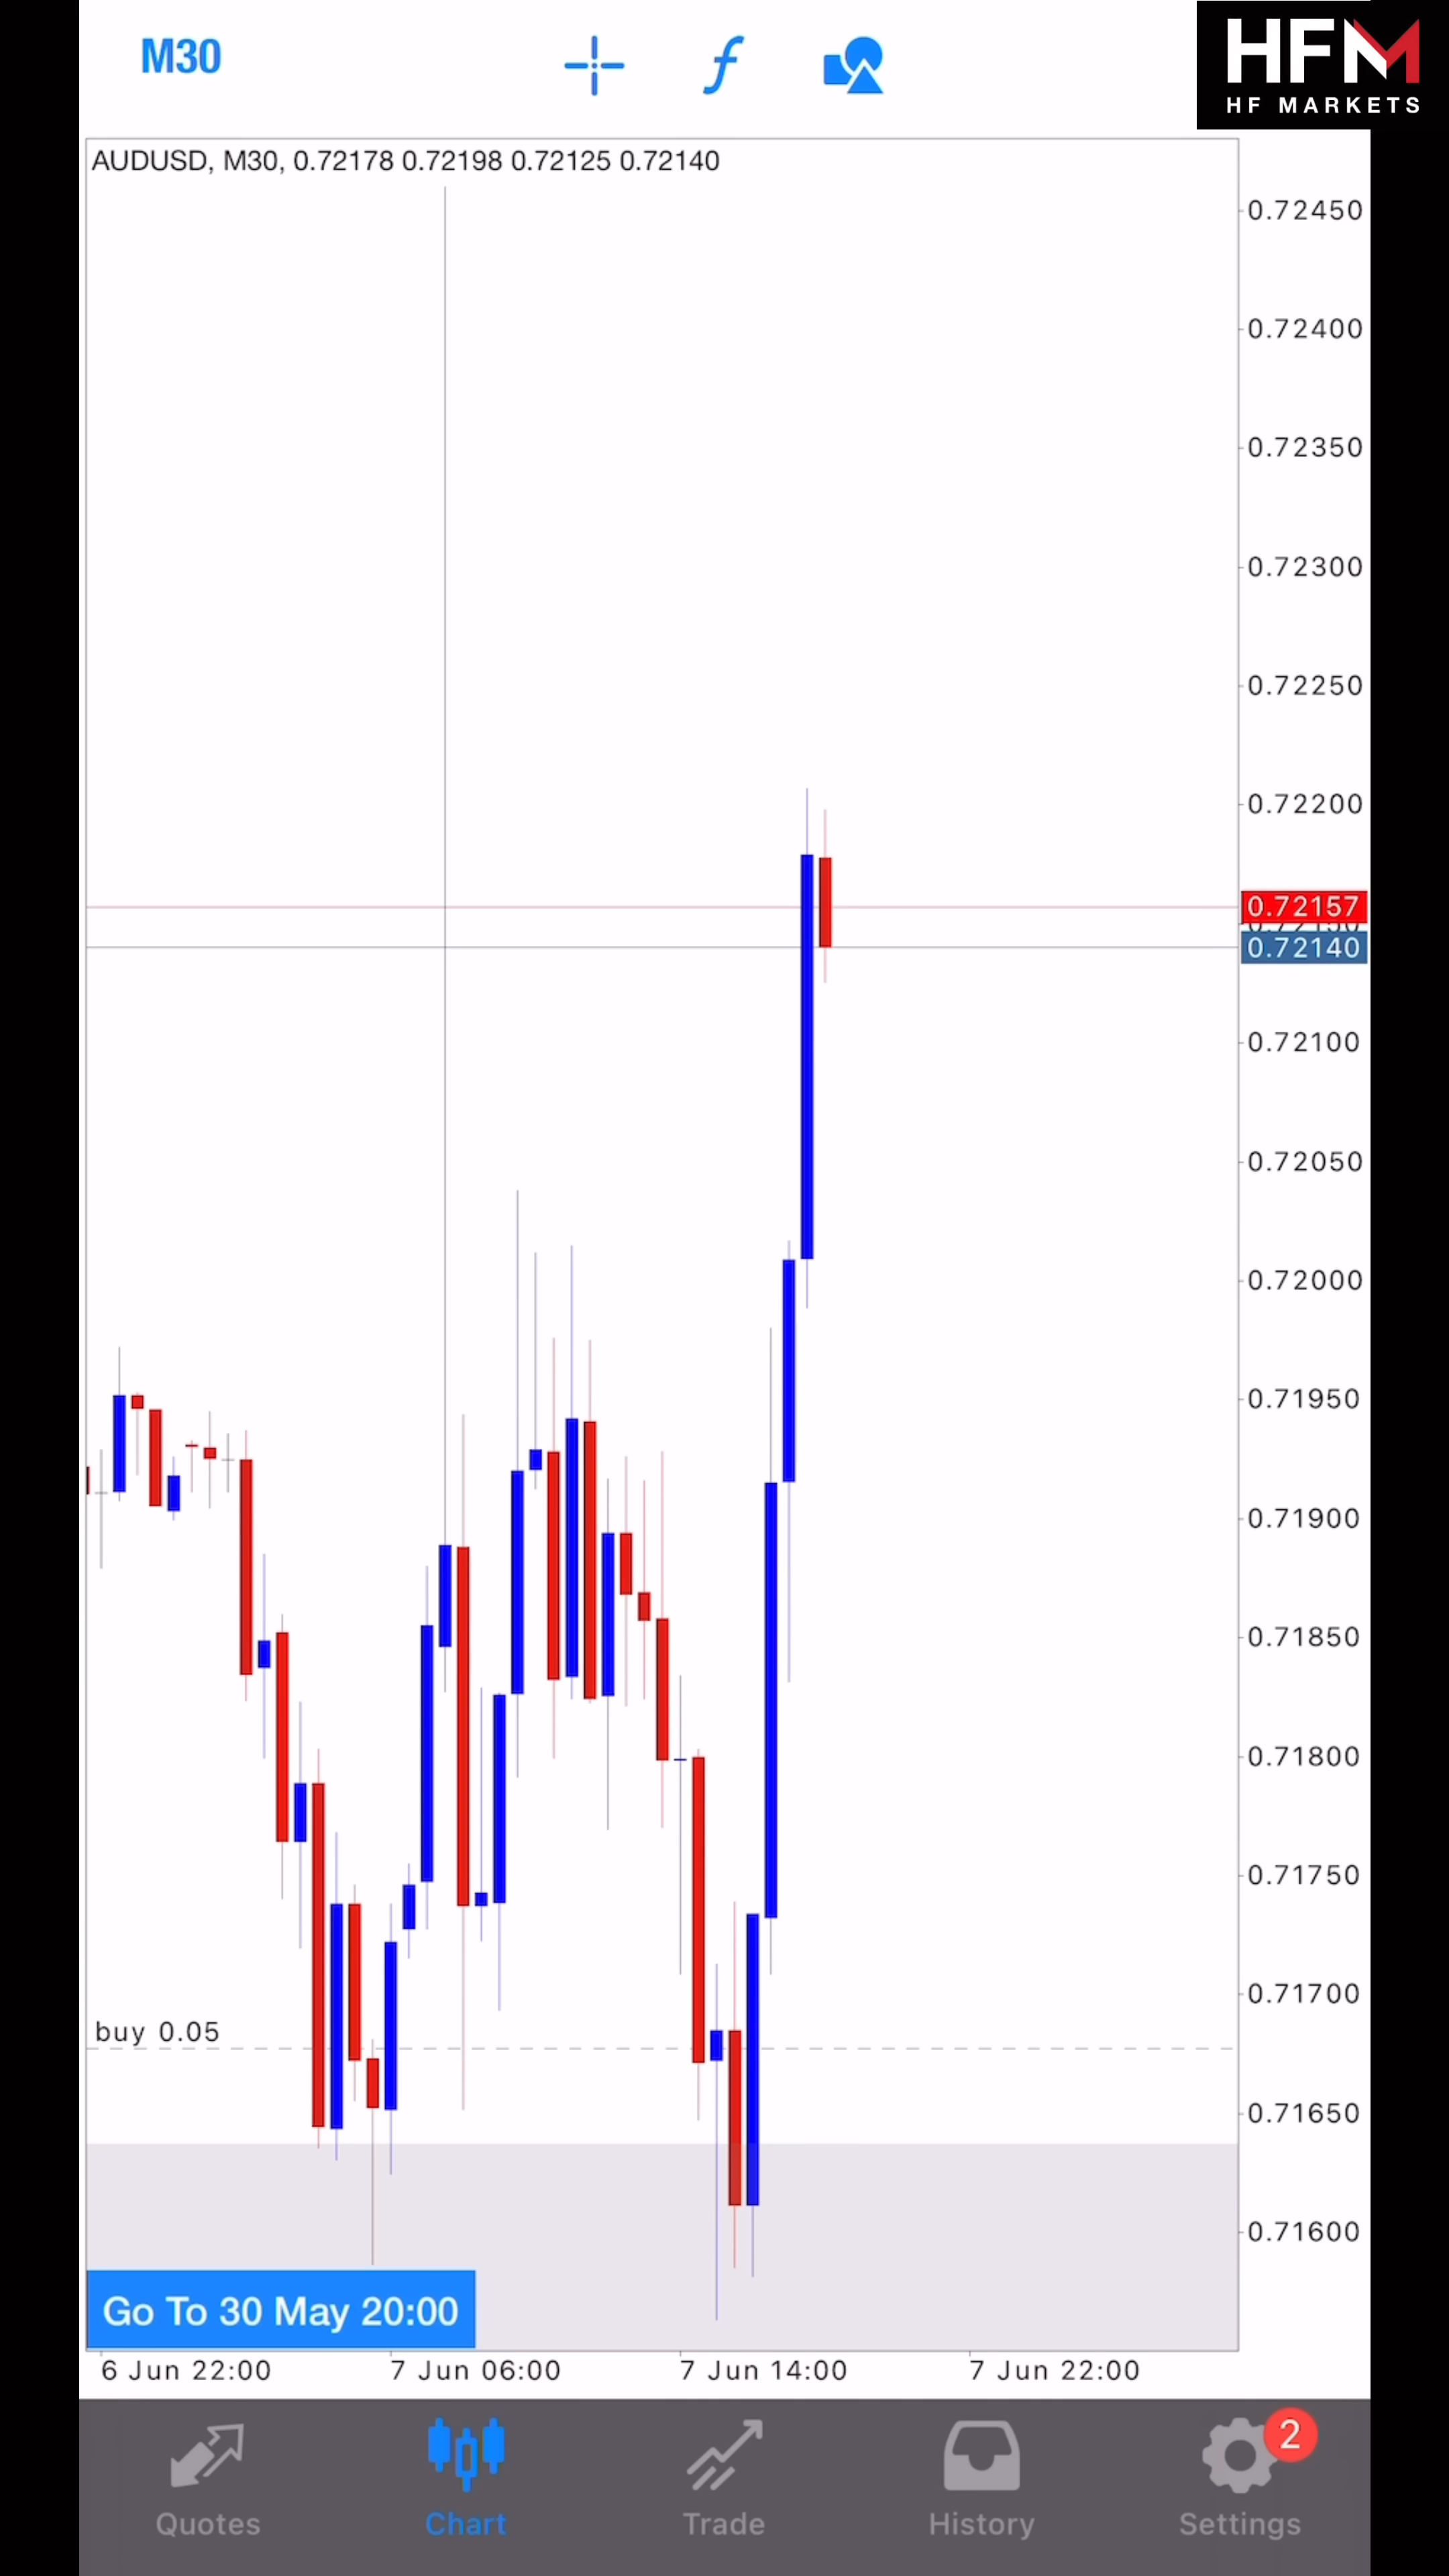 M30
HFM
HF MARKETS
AUDUSD, M30, 0.72178 0.72198 0.72125 0.72140
0.72450
0.72400
0.72350
0.72300
0.72250
0.72200
0.72157
0.72150
0.72140
0.72100
0.72050
0.72000
0.71950
0.71900
0.71850
0.71800
0.71750
0.71700
buy 0.05
0.71650
0.71600
Go To 30 May 20:00
6 Jun 22:00 7 Jun 06:00 7 Jun 14:00 7 Jun 22:00
2
Quotes Chart Trade History Settings